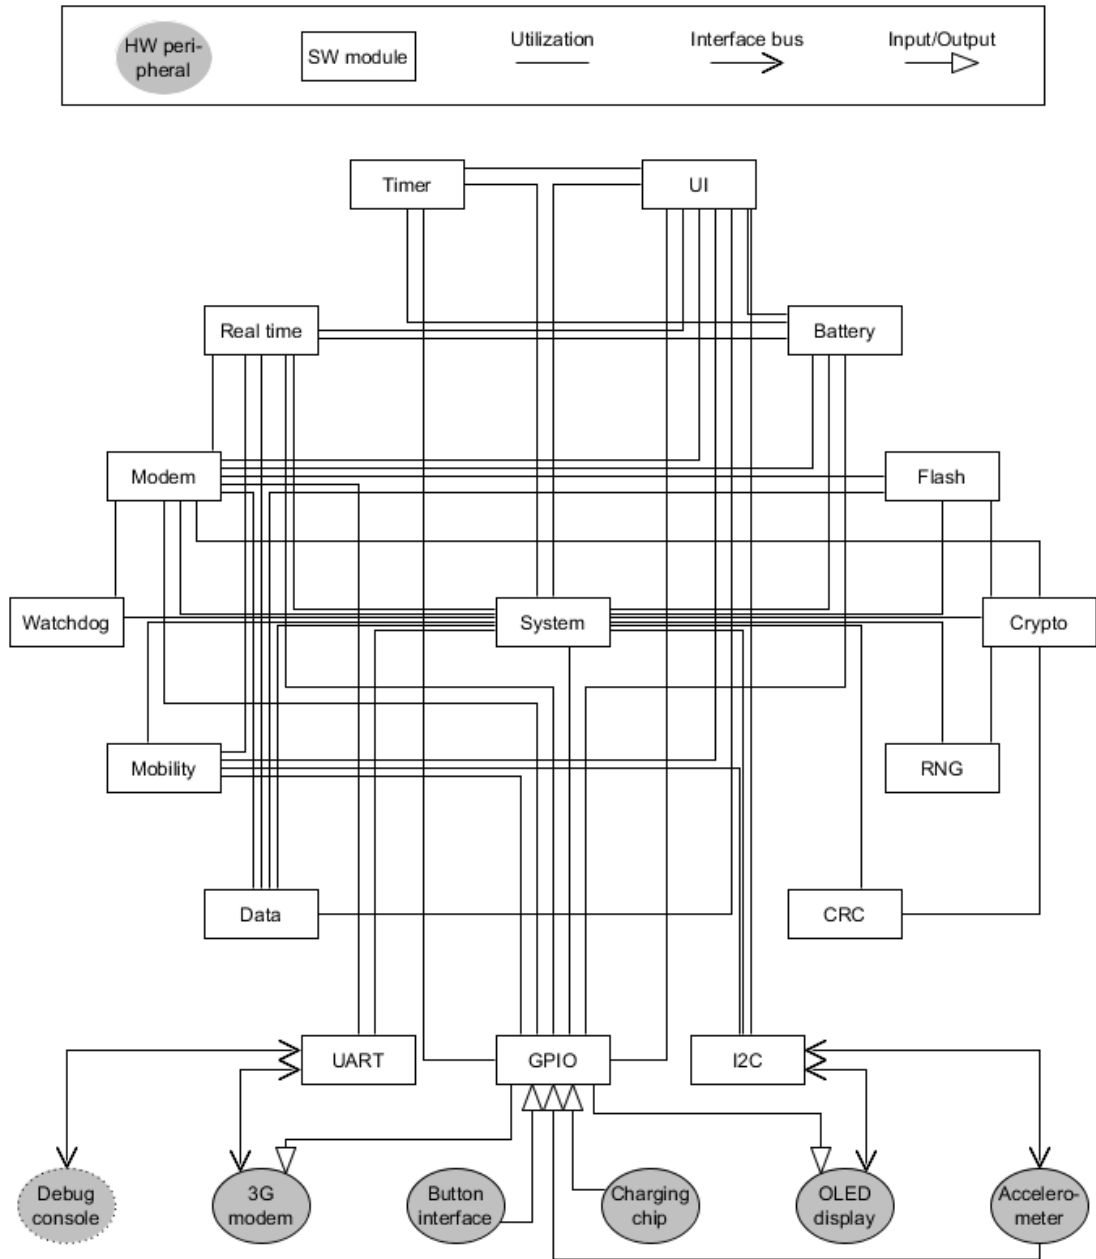 HW peri-
pheral
SW module
Utilization
Interface bus
Input/Output
Timer
UI
Real time
Battery
Modem
Flash
Watchdog
System
Crypto
Mobility
RNG
Data
CRC
UART
GPIO
I2C
Debug
console
3G
modem
Button
interface
Charging
chip
OLED
display
Accelero-
meter